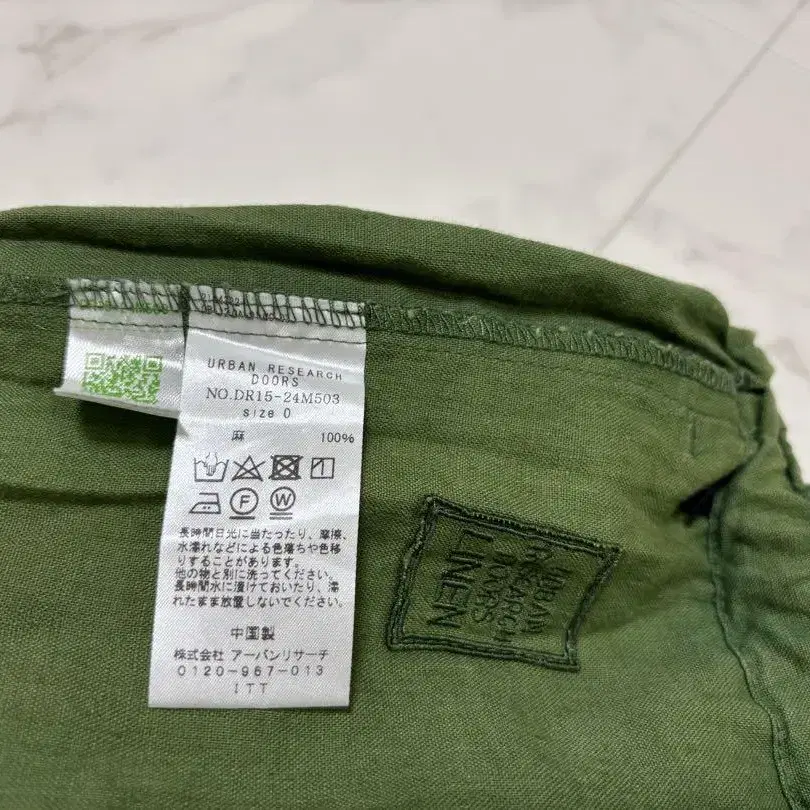 URBAN RESEARCH
DOORS
NO.DR15-24M503
size 0
麻 100%
F
W
長時間日光に当たったり、摩擦、
水濡れなどによる色落ちや色移
りすることがあります。
他の物と別に洗ってください。
長時間水に漬けておいたり、濡
れたまま放置しないでください。
中国製
株式会社 アーバンリサーチ
0120-967-013
ITT
URBAN
RESEARCH
DOORS
LINEN